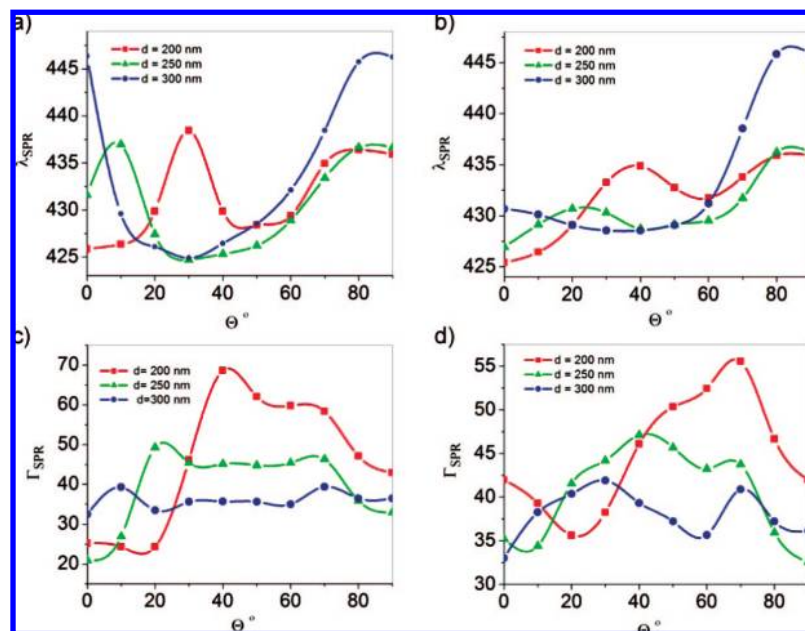 a)
445
440
435
430
425
λSPR
d = 200 nm
d = 250 nm
d = 300 nm
0 20 40 60 80
Θ°
b)
445
440
435
430
425
λSPR
d = 200 nm
d = 250 nm
d = 300 nm
0 20 40 60 80
Θ°
c)
70
60
50
40
30
20
ΓSPR
d= 200 nm
d= 250 nm
d=300 nm
0 20 40 60 80
Θ°
d)
55
50
45
40
35
30
ΓSPR
d = 200 nm
d = 250 nm
d = 300 nm
0 20 40 60 80
Θ°